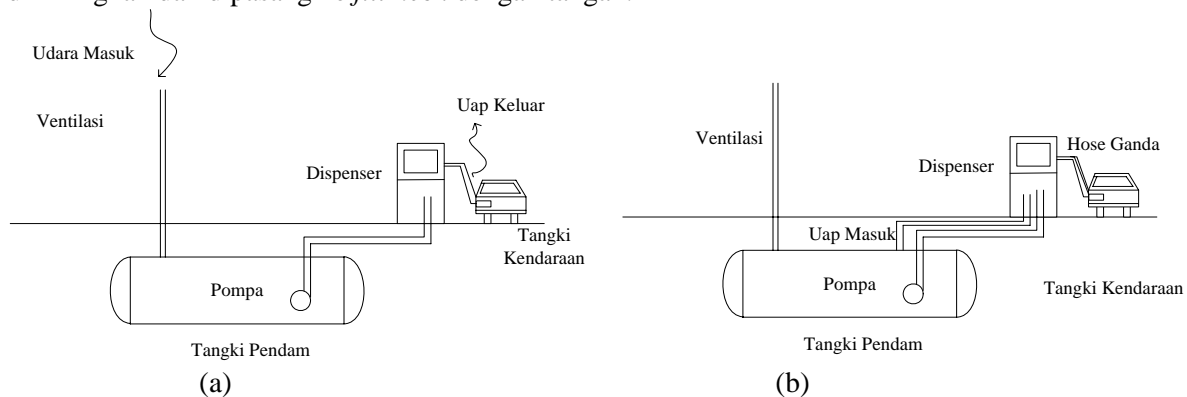 Udara Masuk
Ventilasi
Uap Keluar
Dispenser
Tangki
Kendaraan
Pompa
Tangki Pendam
(a)
Ventilasi
Hose Ganda
Dispenser
Uap Masuk
Pompa
Tangki Kendaraan
Tangki Pendam
(b)